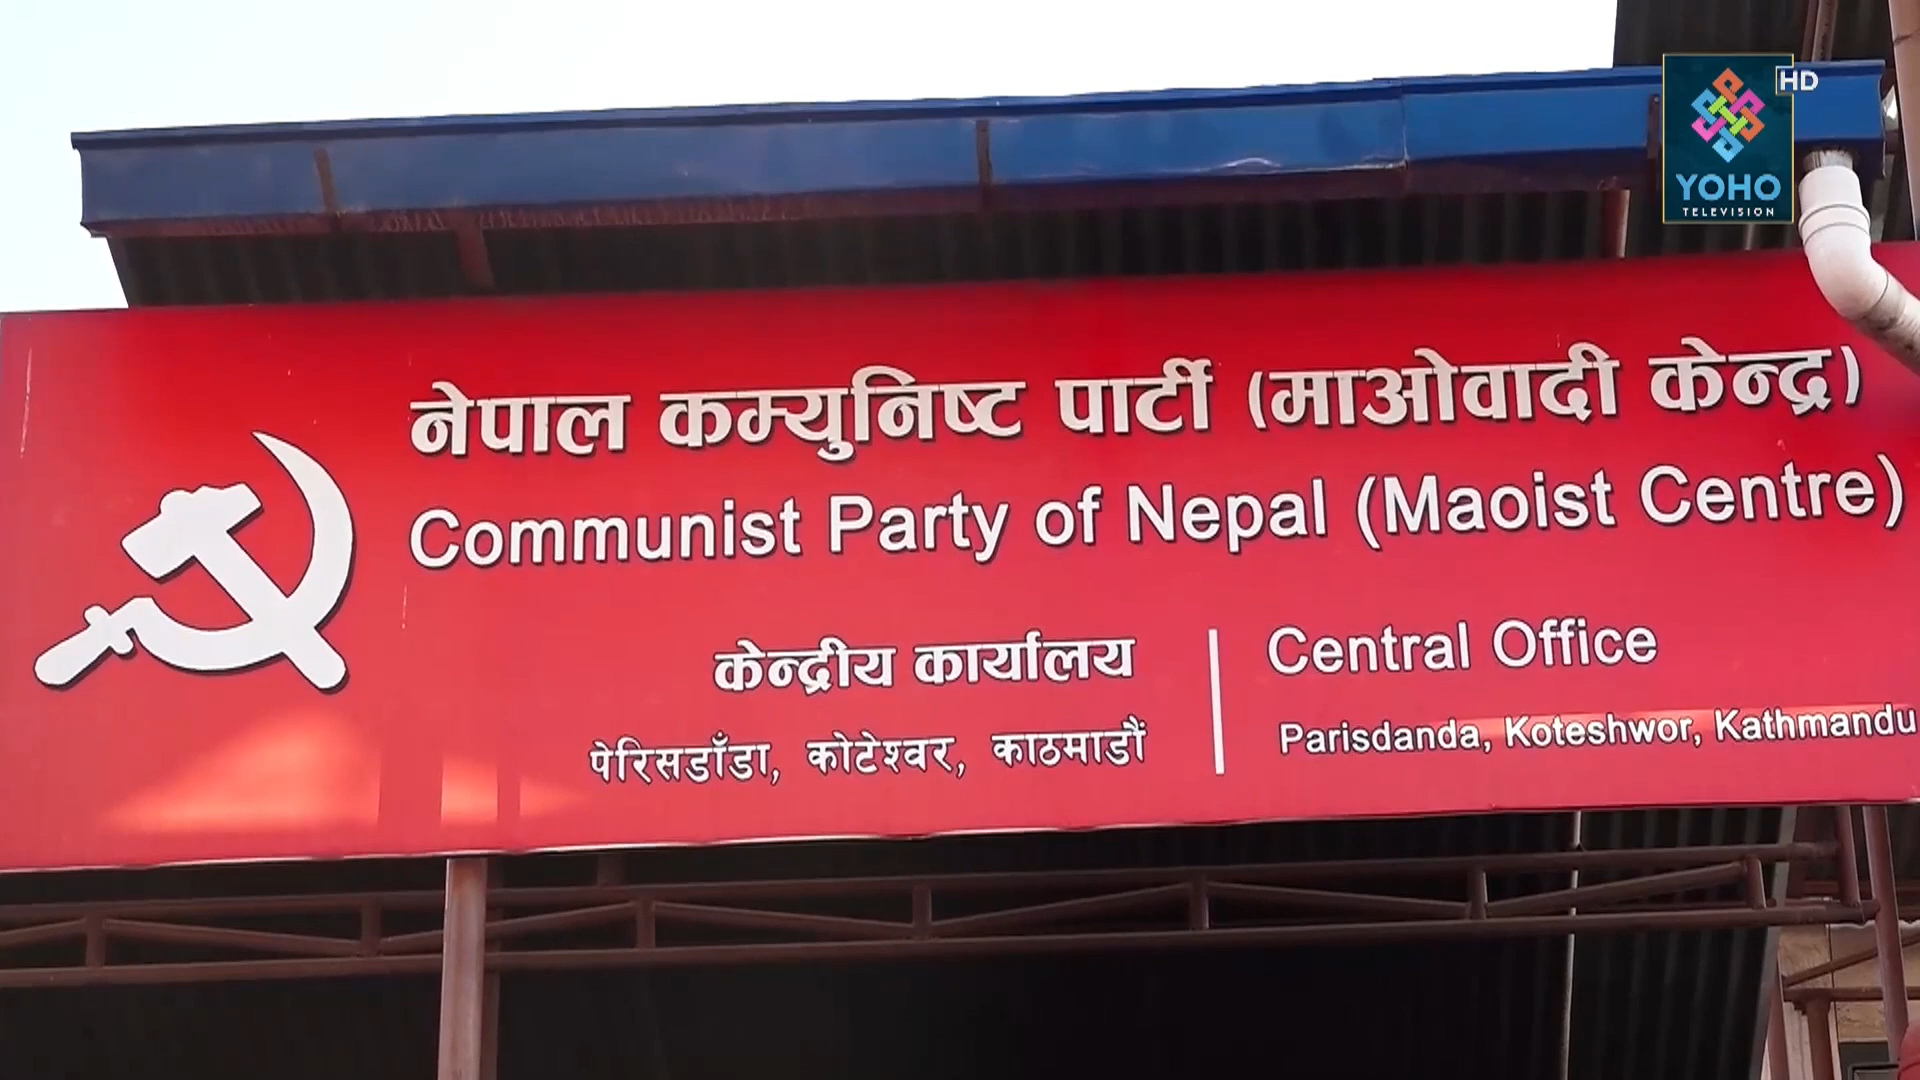 HD
YOHO
TELEVISION
नेपाल कम्युनिष्ट पार्टी (माओवादी केन्द्र)
Communist Party of Nepal (Maoist Centre)
केन्द्रीय कार्यालय
पेरिसडाँडा, कोटेश्वर, काठमाडौं
Central Office
Parisdanda, Koteshwor, Kathmandu